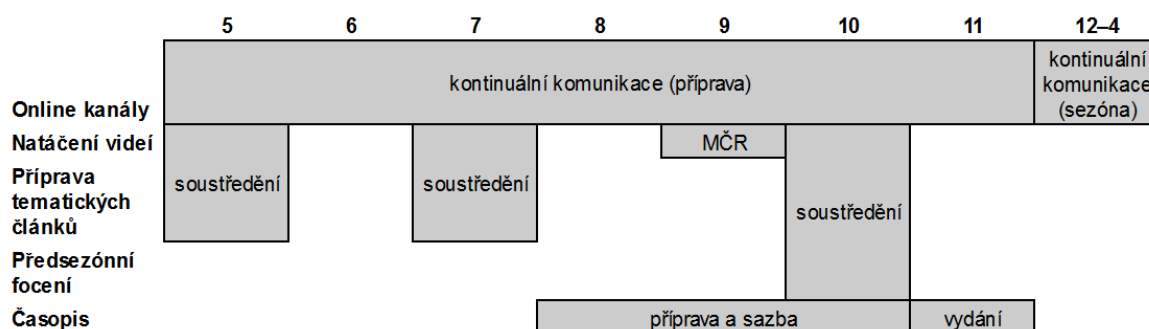 5 6 7 8 9 10 11 12–4
Online kanály
kontinuální komunikace (příprava)
kontinuální
komunikace
(sezóna)
Natáčení videí
MČR
Příprava
tematických
článků
soustředění
soustředění
soustředění
Předsezónní
focení
Časopis
příprava a sazba
vydání